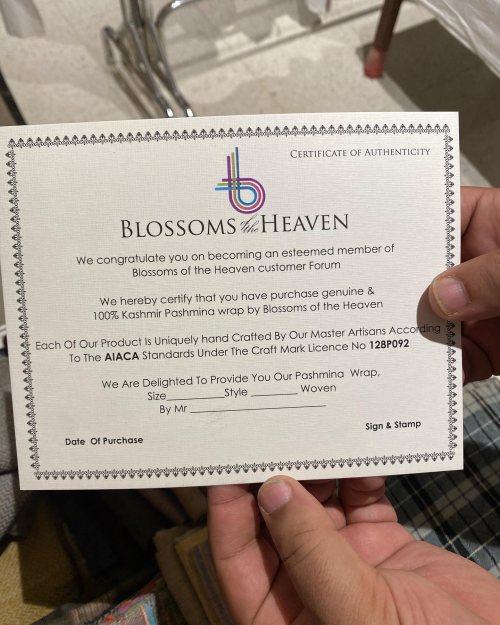 CERTIFICATE OF AUTHENTICITY
BLOSSOMS of the HEAVEN
We congratulate you on becoming an esteemed member of
Blossoms of the Heaven customer Forum
We hereby certify that you have purchase genuine &
100% Kashmir Pashmina wrap by Blossoms of the Heaven
Each Of Our Product Is Uniquely hand Crafted By Our Master Artisans According
To The AIACA Standards Under The Craft Mark Licence No 128P092
We Are Delighted To Provide You Our Pashmina Wrap,
Size__________Style ________ Woven
By Mr ______________________
Sign & Stamp
Date Of Purchase